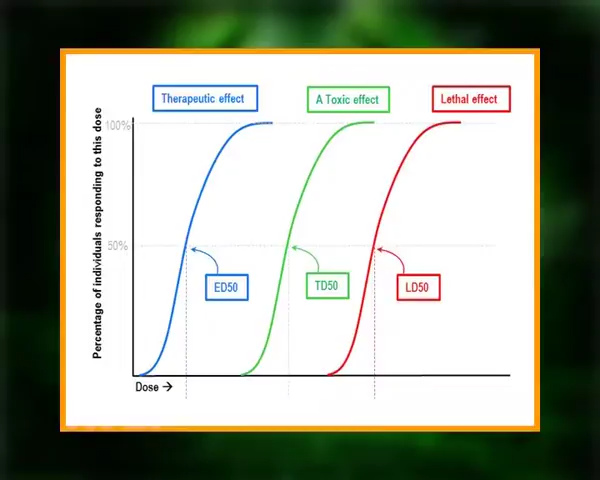 Therapeutic effect
A Toxic effect
Lethal effect
Percentage of individuals responding to this dose
100%
50%
ED50
TD50
LD50
Dose →